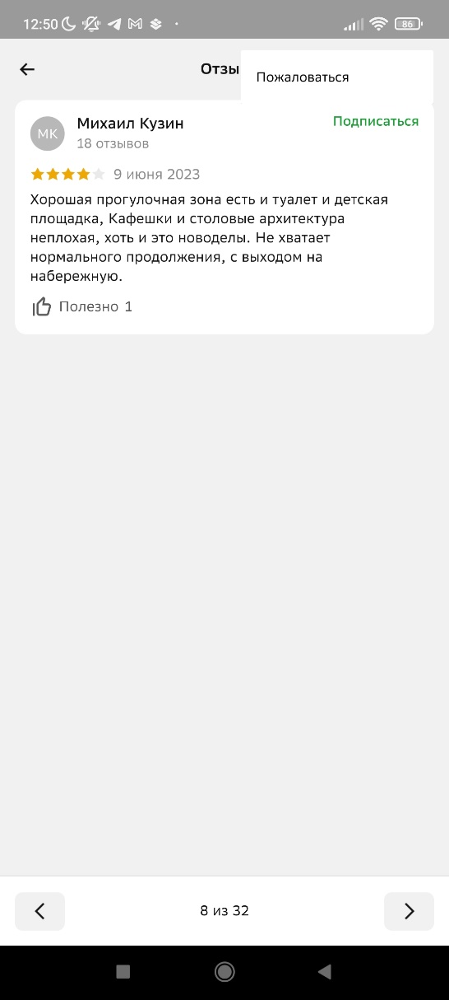 12:50
86
Отзы
Пожаловаться
МК
Михаил Кузин
Подписаться
18 отзывов
9 июня 2023
Хорошая прогулочная зона есть и туалет и детская
площадка, Кафешки и столовые архитектура
неплохая, хоть и это новоделы. Не хватает
нормального продолжения, с выходом на
набережную.
Полезно 1
8 из 32